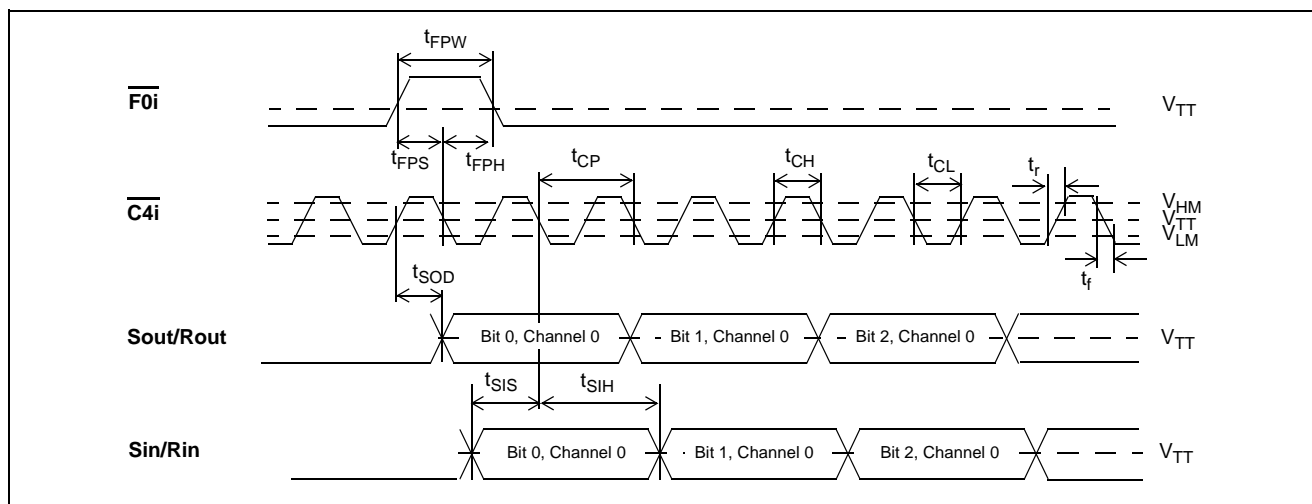 tFPW
F0i
VTT
tFPS
tFPH
tCP
tCH
tCL
tr
C4i
VHM
VTT
VLM
tSOD
tf
Sout/Rout
Bit 0, Channel 0
Bit 1, Channel 0
Bit 2, Channel 0
VTT
tSIS
tSIH
Sin/Rin
Bit 0, Channel 0
Bit 1, Channel 0
Bit 2, Channel 0
VTT